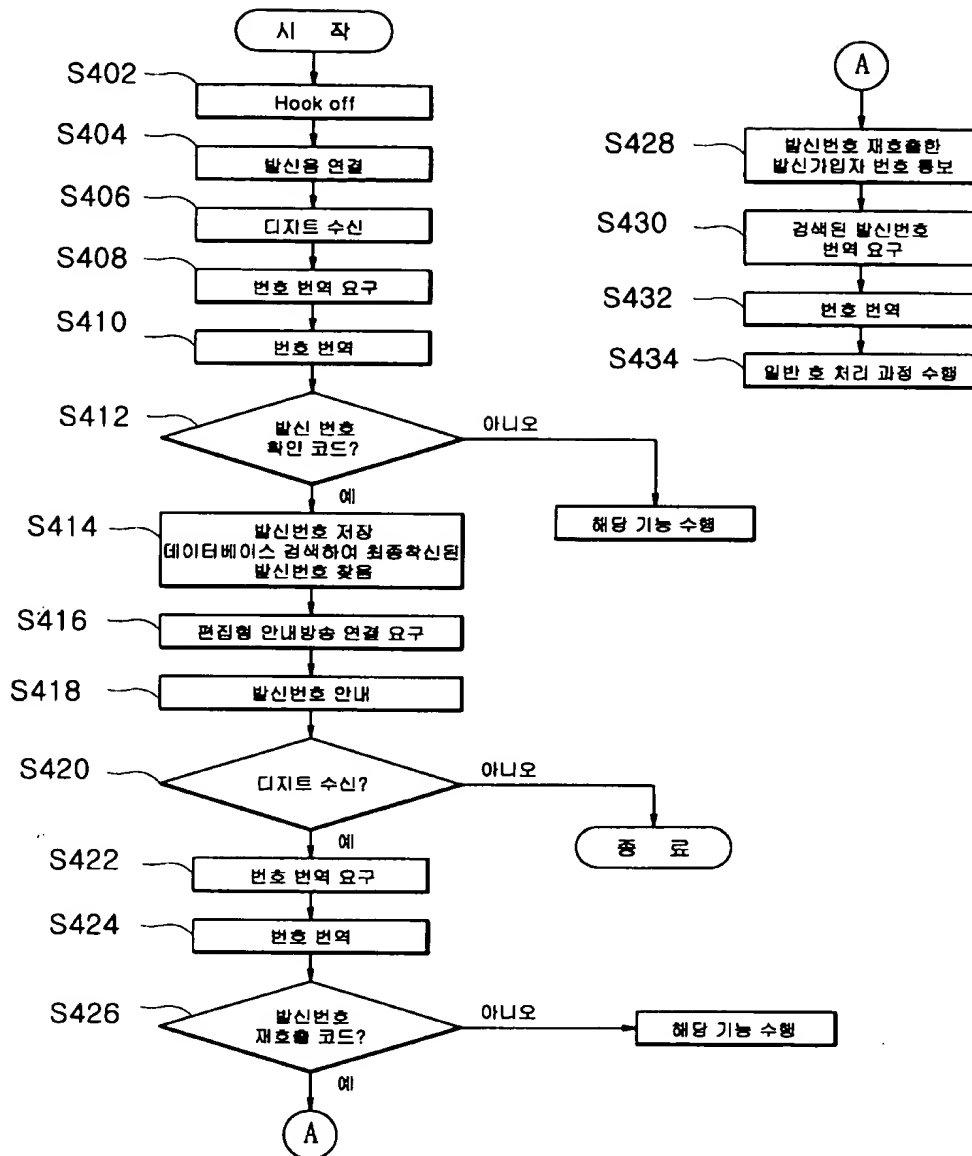 시 작
S402
Hook off
S404
발신음 연결
S406
디지트 수신
S408
번호 번역 요구
S410
번호 번역
S412
발신 번호
확인 코드?
아니오
예
해당 기능 수행
S414
발신번호 저장
데이터베이스 검색하여 최종착신된
발신번호 찾음
S416
편집형 안내방송 연결 요구
S418
발신번호 안내
S420
디지트 수신?
아니오
예
종 료
S422
번호 번역 요구
S424
번호 번역
S426
발신번호
재호출 코드?
아니오
예
해당 기능 수행
A
A
S428
발신번호 재호출한
발신가입자 번호 통보
S430
검색된 발신번호
번역 요구
S432
번호 번역
S434
일반 호 처리 과정 수행